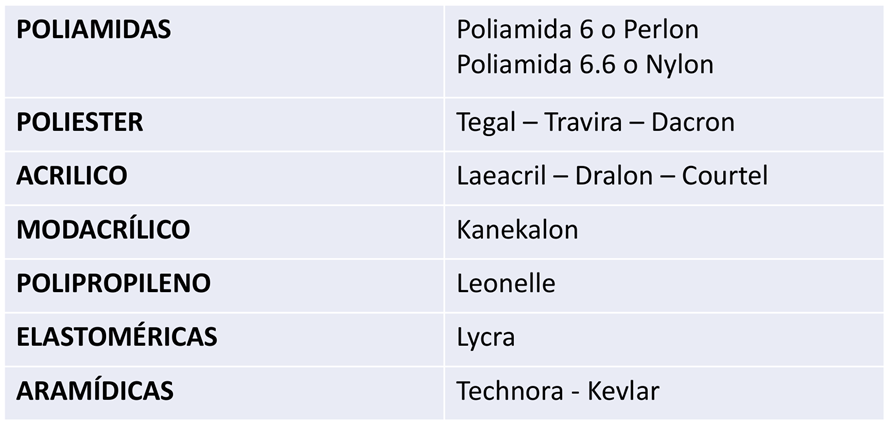 POLIAMIDAS
Poliamida 6 o Perlon
Poliamida 6.6 o Nylon
POLIESTER
Tegal – Travira – Dacron
ACRILICO
Laeacril – Dralon – Courtel
MODACRÍLICO
Kanekalon
POLIPROPILENO
Leonelle
ELASTOMÉRICAS
Lycra
ARAMÍDICAS
Technora - Kevlar